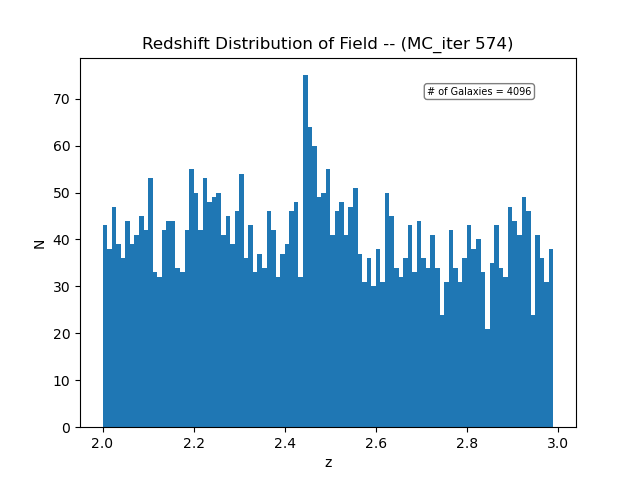 Redshift Distribution of Field -- (MC_iter 574)
# of Galaxies = 4096
70
60
50
40
30
20
10
0
N
2.0 2.2 2.4 2.6 2.8 3.0
z